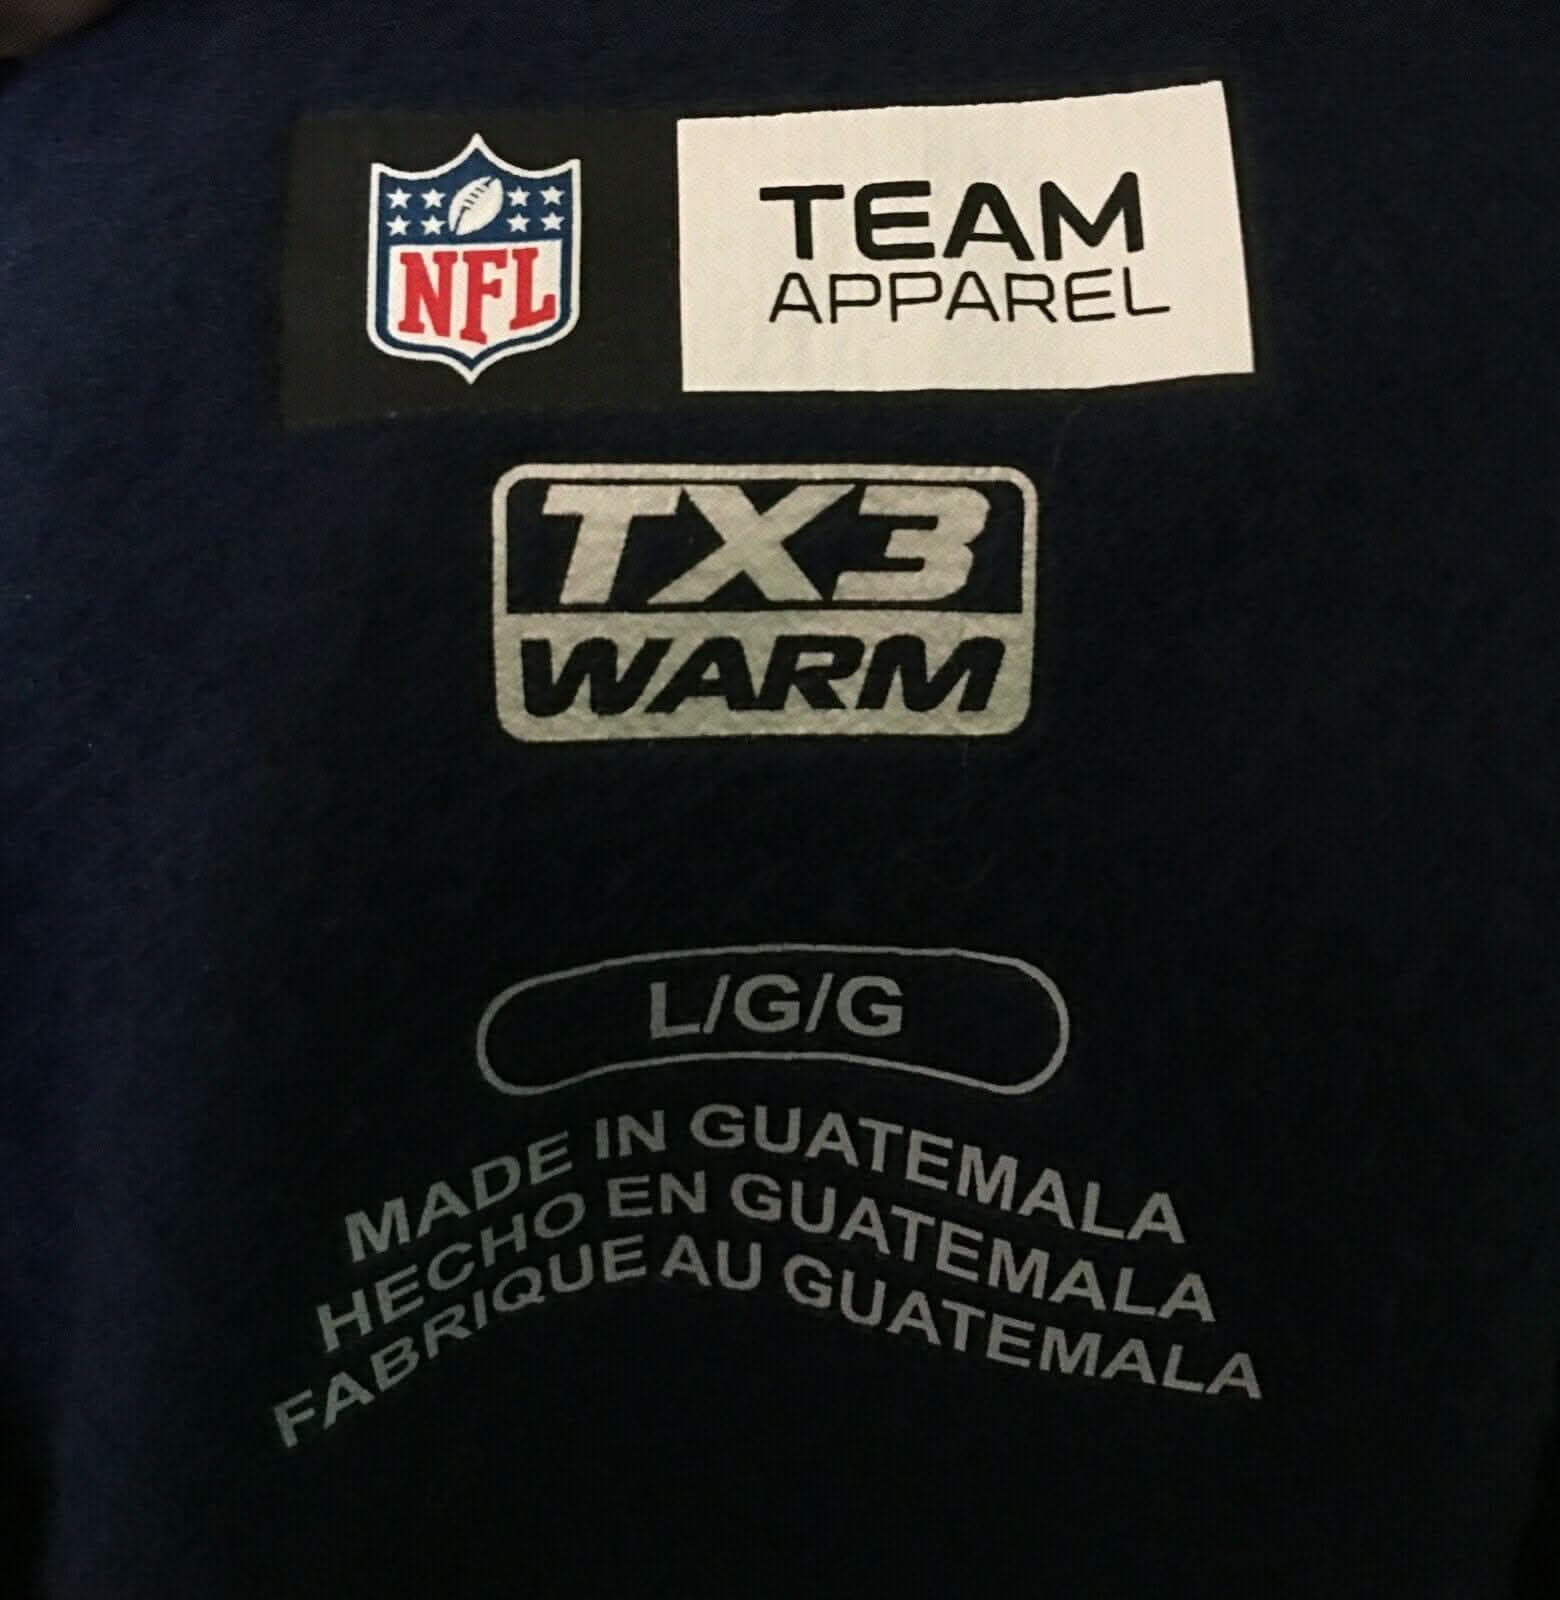 NFL
TEAM
APPAREL
TX3
WARM
L/G/G
MADE IN GUATEMALA
HECHO EN GUATEMALA
FABRIQUE AU GUATEMALA